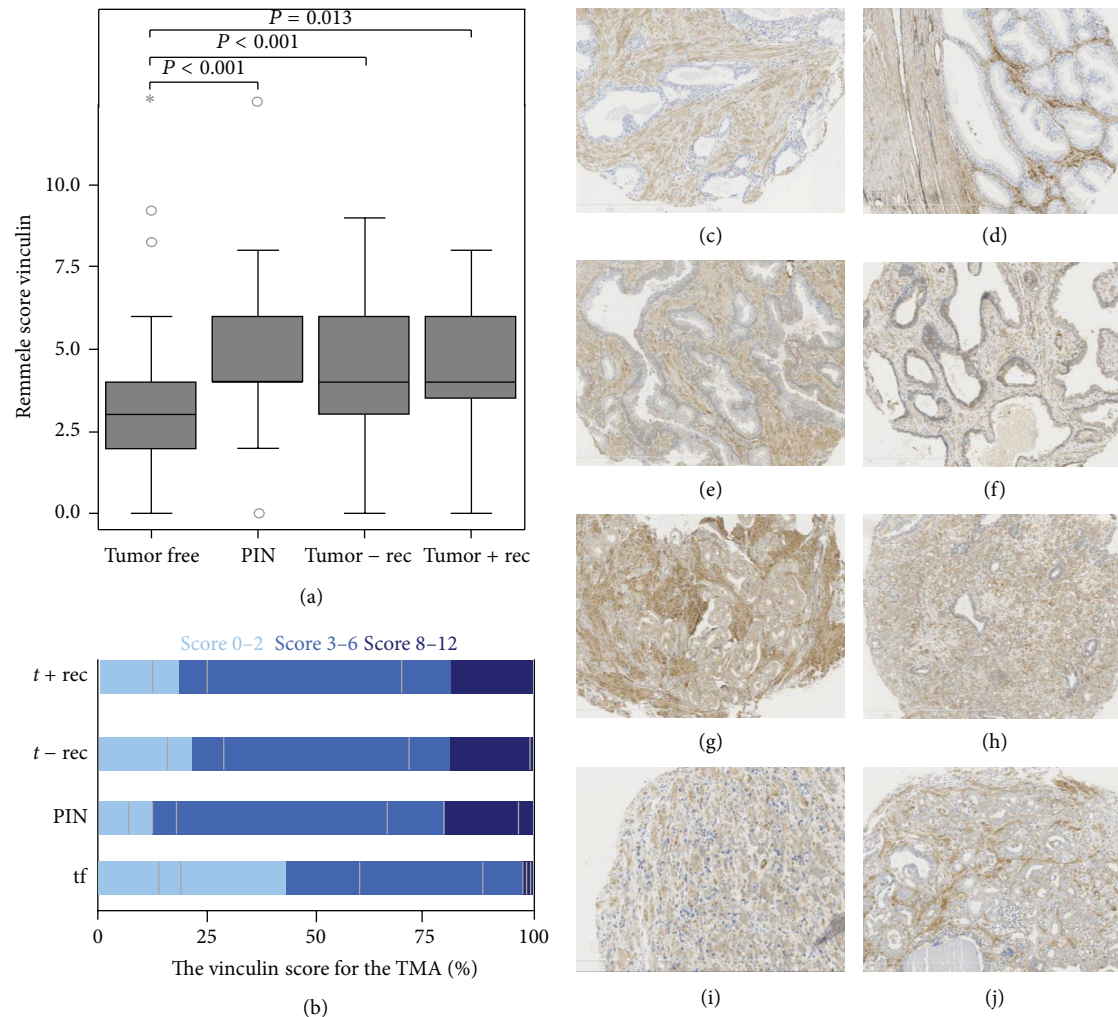 P = 0.013
P < 0.001
P < 0.001
*
Remmele score vinculin
10.0
7.5
5.0
2.5
0.0
Tumor free PIN Tumor − rec Tumor + rec
(a)
Score 0–2 Score 3–6 Score 8–12
t + rec
t − rec
PIN
tf
0 25 50 75 100
The vinculin score for the TMA (%)
(b)
(c)
(d)
(e)
(f)
(g)
(h)
(i)
(j)